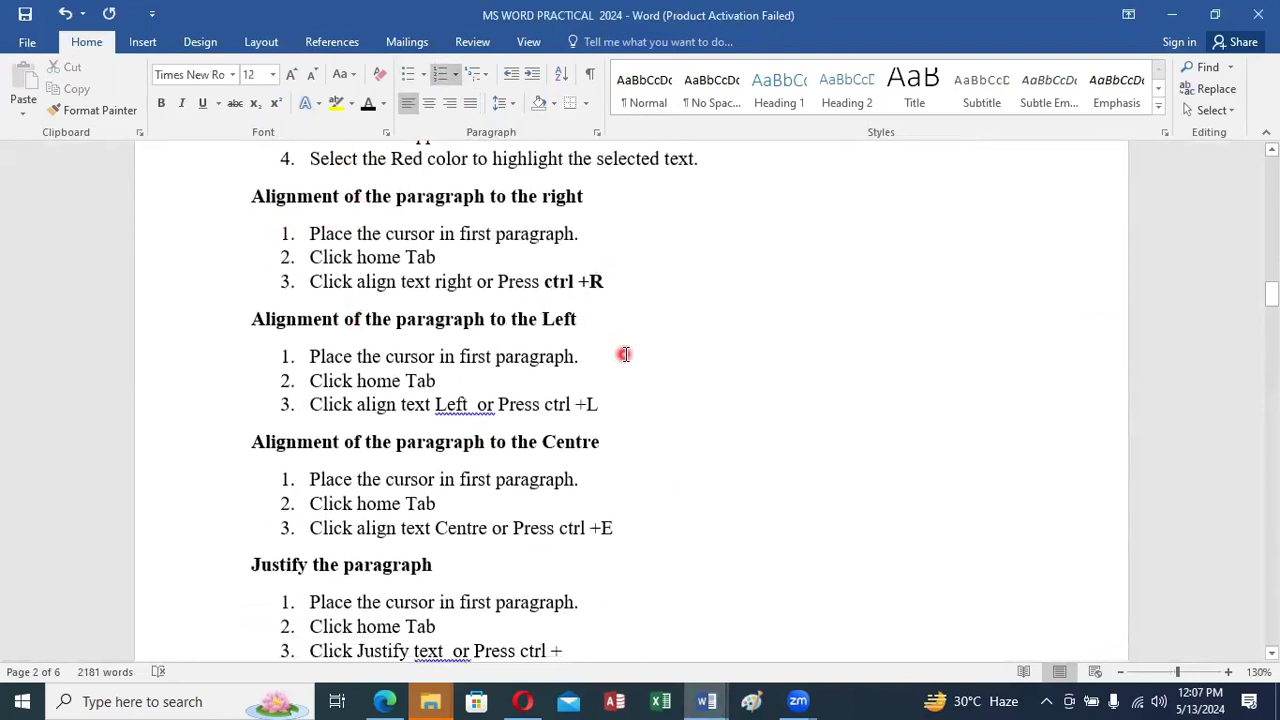 MS WORD PRACTICAL 2024 - Word (Product Activation Failed)
File Home Insert Design Layout References Mailings Review View Tell me what you want to do... Sign in Share
Cut
Copy
Format Painter
Paste
Clipboard
Times New Ro 12
Font
Paragraph
AaBbCcDc AaBbCcDc AaBbCc AaBbCcD AaB AaBbCcD AaBbCcDc AaBbCcDc
¶ Normal ¶ No Spac... Heading 1 Heading 2 Title Subtitle Subtle Em... Emphasis
Styles
Find
Replace
Select
Editing
4. Select the Red color to highlight the selected text.
Alignment of the paragraph to the right
1. Place the cursor in first paragraph.
2. Click home Tab
3. Click align text right or Press ctrl +R
Alignment of the paragraph to the Left
1. Place the cursor in first paragraph.
2. Click home Tab
3. Click align text Left or Press ctrl +L
Alignment of the paragraph to the Centre
1. Place the cursor in first paragraph.
2. Click home Tab
3. Click align text Centre or Press ctrl +E
Justify the paragraph
1. Place the cursor in first paragraph.
2. Click home Tab
3. Click Justify text or Press ctrl +
Page 2 of 6 2181 words 130%
Type here to search
30°C Haze
12:07 PM
5/13/2024